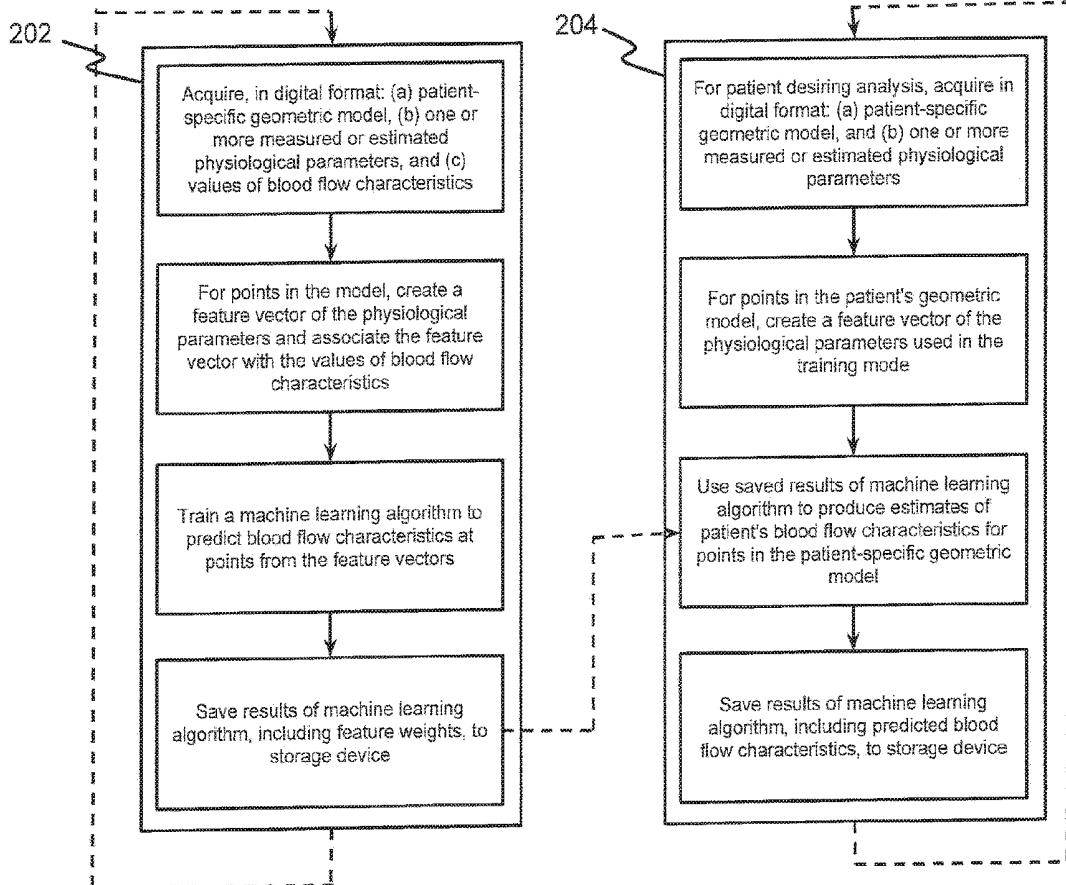 202
Acquire, in digital format: (a) patient-
specific geometric model, (b) one or
more measured or estimated
physiological parameters, and (c)
values of blood flow characteristics
For points in the model, create a
feature vector of the physiological
parameters and associate the feature
vector with the values of blood flow
characteristics
Train a machine learning algorithm to
predict blood flow characteristics at
points from the feature vectors
Save results of machine learning
algorithm, including feature weights, to
storage device
204
For patient desiring analysis, acquire in
digital format: (a) patient-specific
geometric model, and (b) one or more
measured or estimated physiological
parameters
For points in the patient's geometric
model, create a feature vector of the
physiological parameters used in the
training mode
Use saved results of machine learning
algorithm to produce estimates of
patient's blood flow characteristics for
points in the patient-specific geometric
model
Save results of machine learning
algorithm, including predicted blood
flow characteristics, to storage device